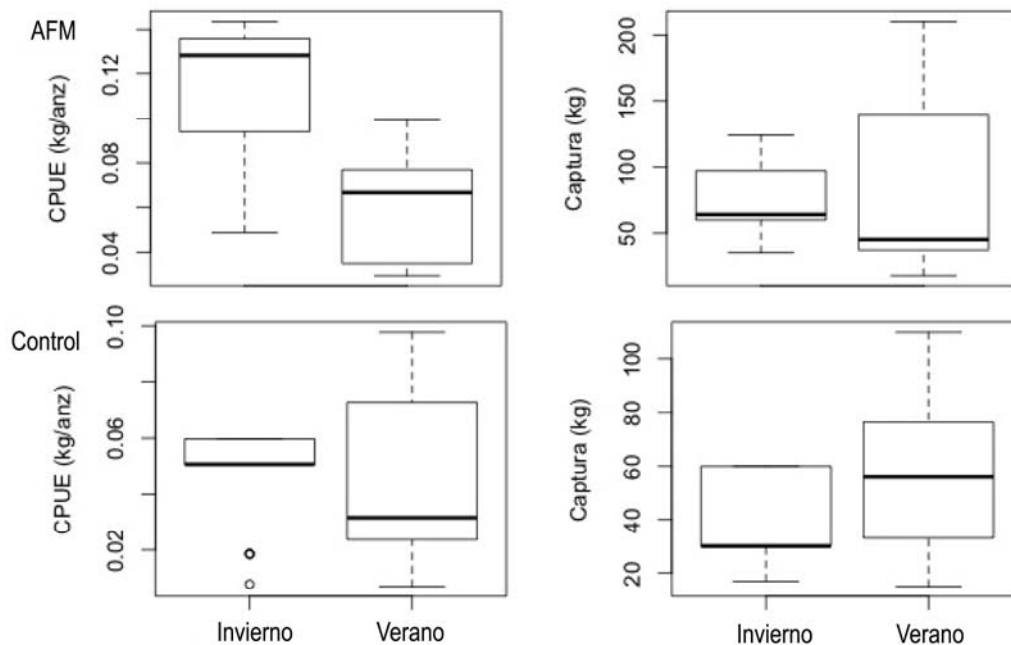 AFM
CPUE (kg/anz)
0.04
0.08
0.12
Captura (kg)
50
100
150
200
Control
CPUE (kg/anz)
0.02
0.06
0.10
Captura (kg)
20
40
60
80
100
Invierno Verano
Invierno Verano